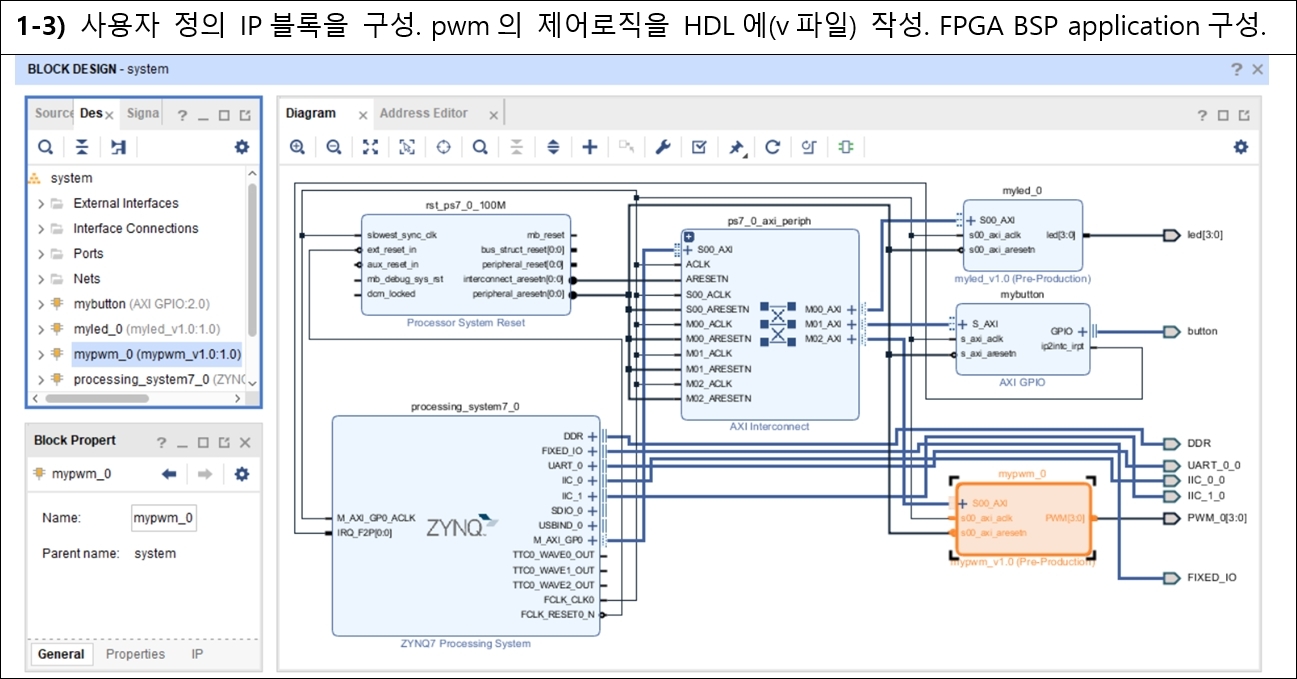 1-3) 사용자 정의 IP 블록을 구성. pwm 의 제어로직을 HDL 에(v 파일) 작성. FPGA BSP application 구성.
BLOCK DESIGN - system
? ×
Source Des × Signa ? _
system
External Interfaces
Interface Connections
Ports
Nets
mybutton (AXI GPIO:2.0)
myled_0 (myled_v1.0:1.0)
mypwm_0 (mypwm_v1.0:1.0)
processing_system7_0 (ZYNQ
Block Propert ? _ ×
mypwm_0
Name: mypwm_0
Parent name: system
General Properties IP
Diagram × Address Editor × ?
rst_ps7_0_100M
slowest_sync_clk mb_reset
ext_reset_in bus_struct_reset[0:0]
aux_reset_in peripheral_reset[0:0]
mb_debug_sys_rst interconnect_aresetn[0:0]
dcm_locked peripheral_aresetn[0:0]
Processor System Reset
ps7_0_axi_periph
S00_AXI
ACLK
ARESETN
S00_ACLK
S00_ARESETN M00_AXI
M00_ACLK M01_AXI
M00_ARESETN M02_AXI
M01_ACLK
M01_ARESETN
M02_ACLK
M02_ARESETN
AXI Interconnect
myled_0
S00_AXI
s00_axi_aclk led[3:0]
s00_axi_aresetn
myled_v1.0 (Pre-Production)
led[3:0]
mybutton
S_AXI
s_axi_aclk GPIO
s_axi_aresetn ip2intc_irpt
AXI GPIO
button
processing_system7_0
DDR
FIXED_IO
UART_0
IIC_0
IIC_1
SDIO_0
USBIND_0
M_AXI_GP0
TTC0_WAVE0_OUT
TTC0_WAVE1_OUT
TTC0_WAVE2_OUT
FCLK_CLK0
FCLK_RESET0_N
M_AXI_GP0_ACLK
IRQ_F2P[0:0]
ZYNQ
ZYNQ7 Processing System
mypwm_0
S00_AXI
s00_axi_aclk PWM[3:0]
s00_axi_aresetn
mypwm_v1.0 (Pre-Production)
DDR
UART_0_0
IIC_0_0
IIC_1_0
PWM_0[3:0]
FIXED_IO